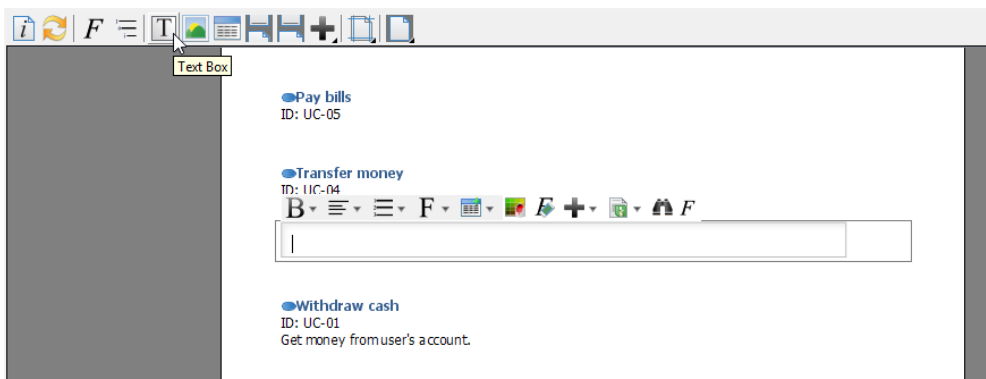 Text Box
Pay bills
ID: UC-05
Transfer money
ID: UC-04
Withdraw cash
ID: UC-01
Get money from user's account.